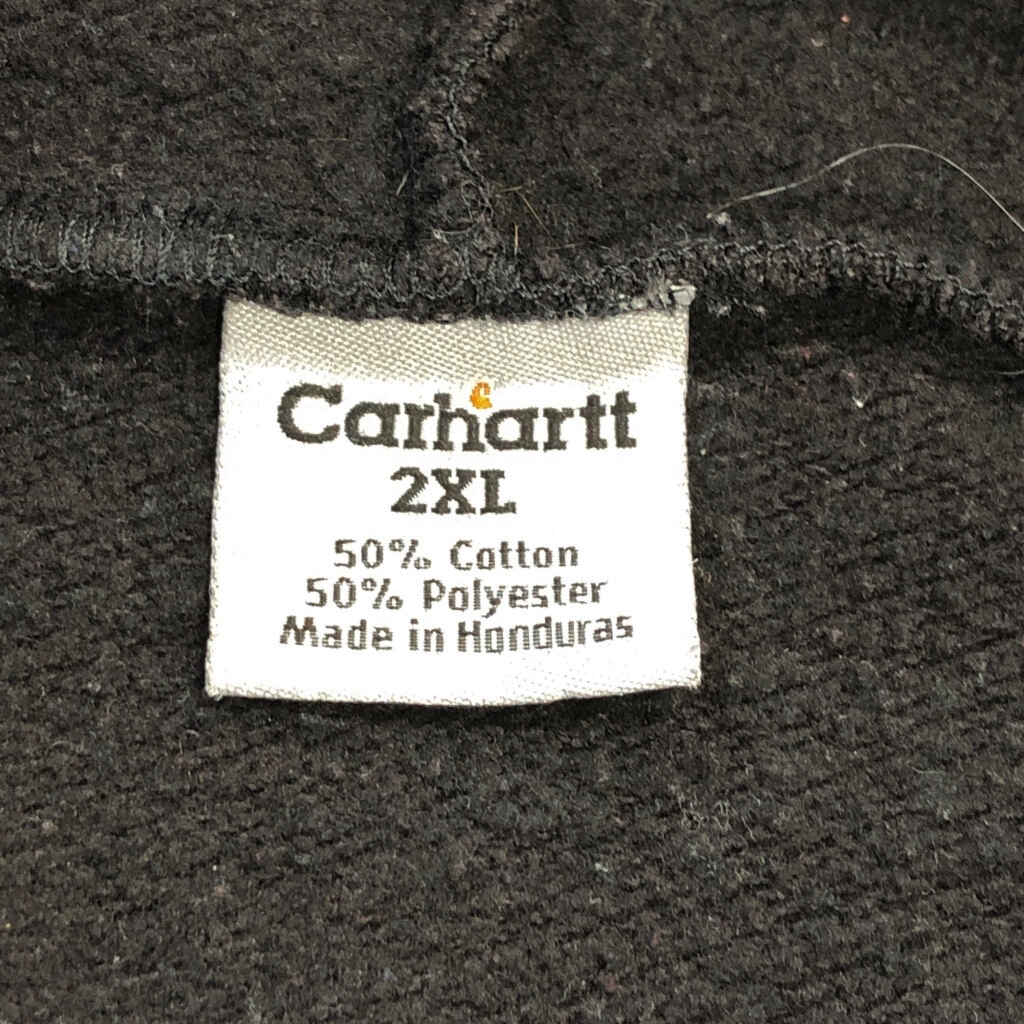 Carhartt
2XL
50% Cotton
50% Polyester
Made in Honduras